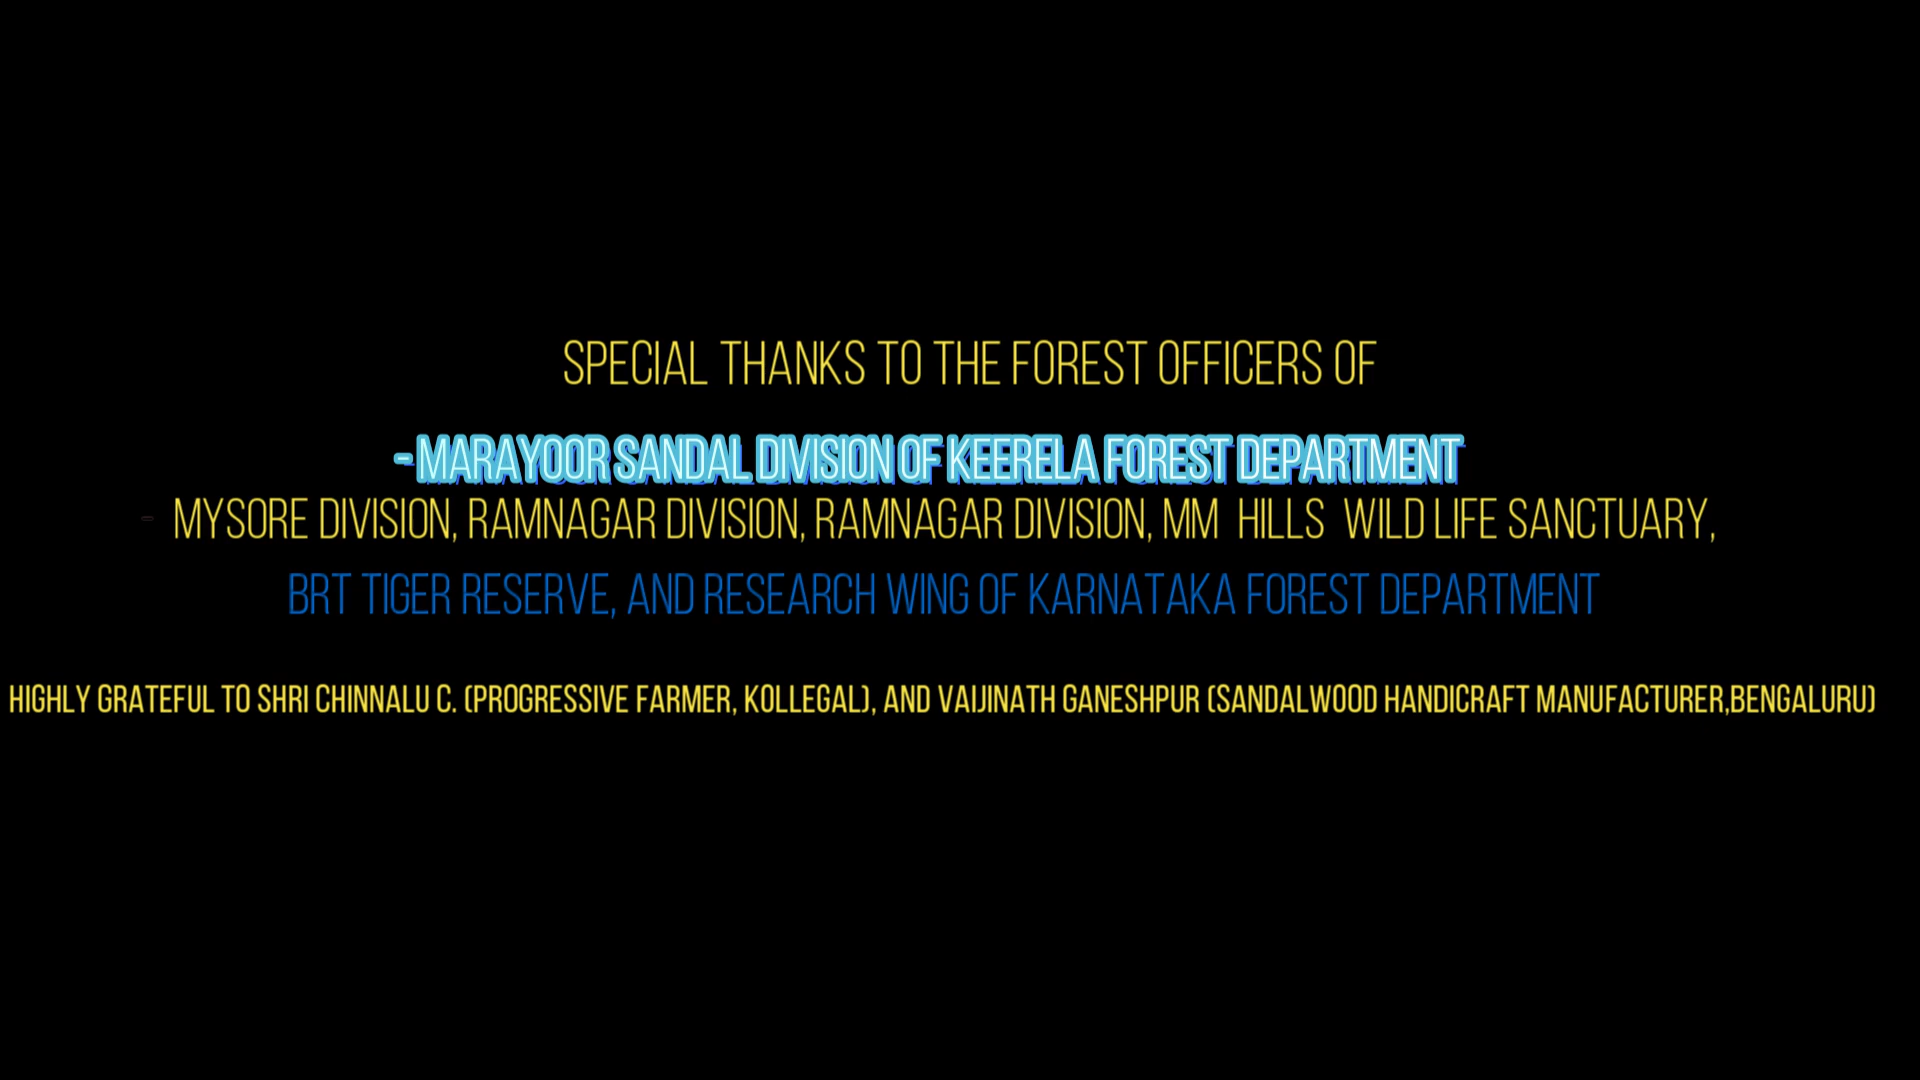 SPECIAL THANKS TO THE FOREST OFFICERS OF
- MARAYOOR SANDAL DIVISION OF KEERELA FOREST DEPARTMENT
- MYSORE DIVISION, RAMNAGAR DIVISION, RAMNAGAR DIVISION, MM HILLS WILD LIFE SANCTUARY,
BRT TIGER RESERVE, AND RESEARCH WING OF KARNATAKA FOREST DEPARTMENT
HIGHLY GRATEFUL TO SHRI CHINNALU C. (PROGRESSIVE FARMER, KOLLEGAL), AND VAIJINATH GANESHPUR (SANDALWOOD HANDICRAFT MANUFACTURER,BENGALURU)